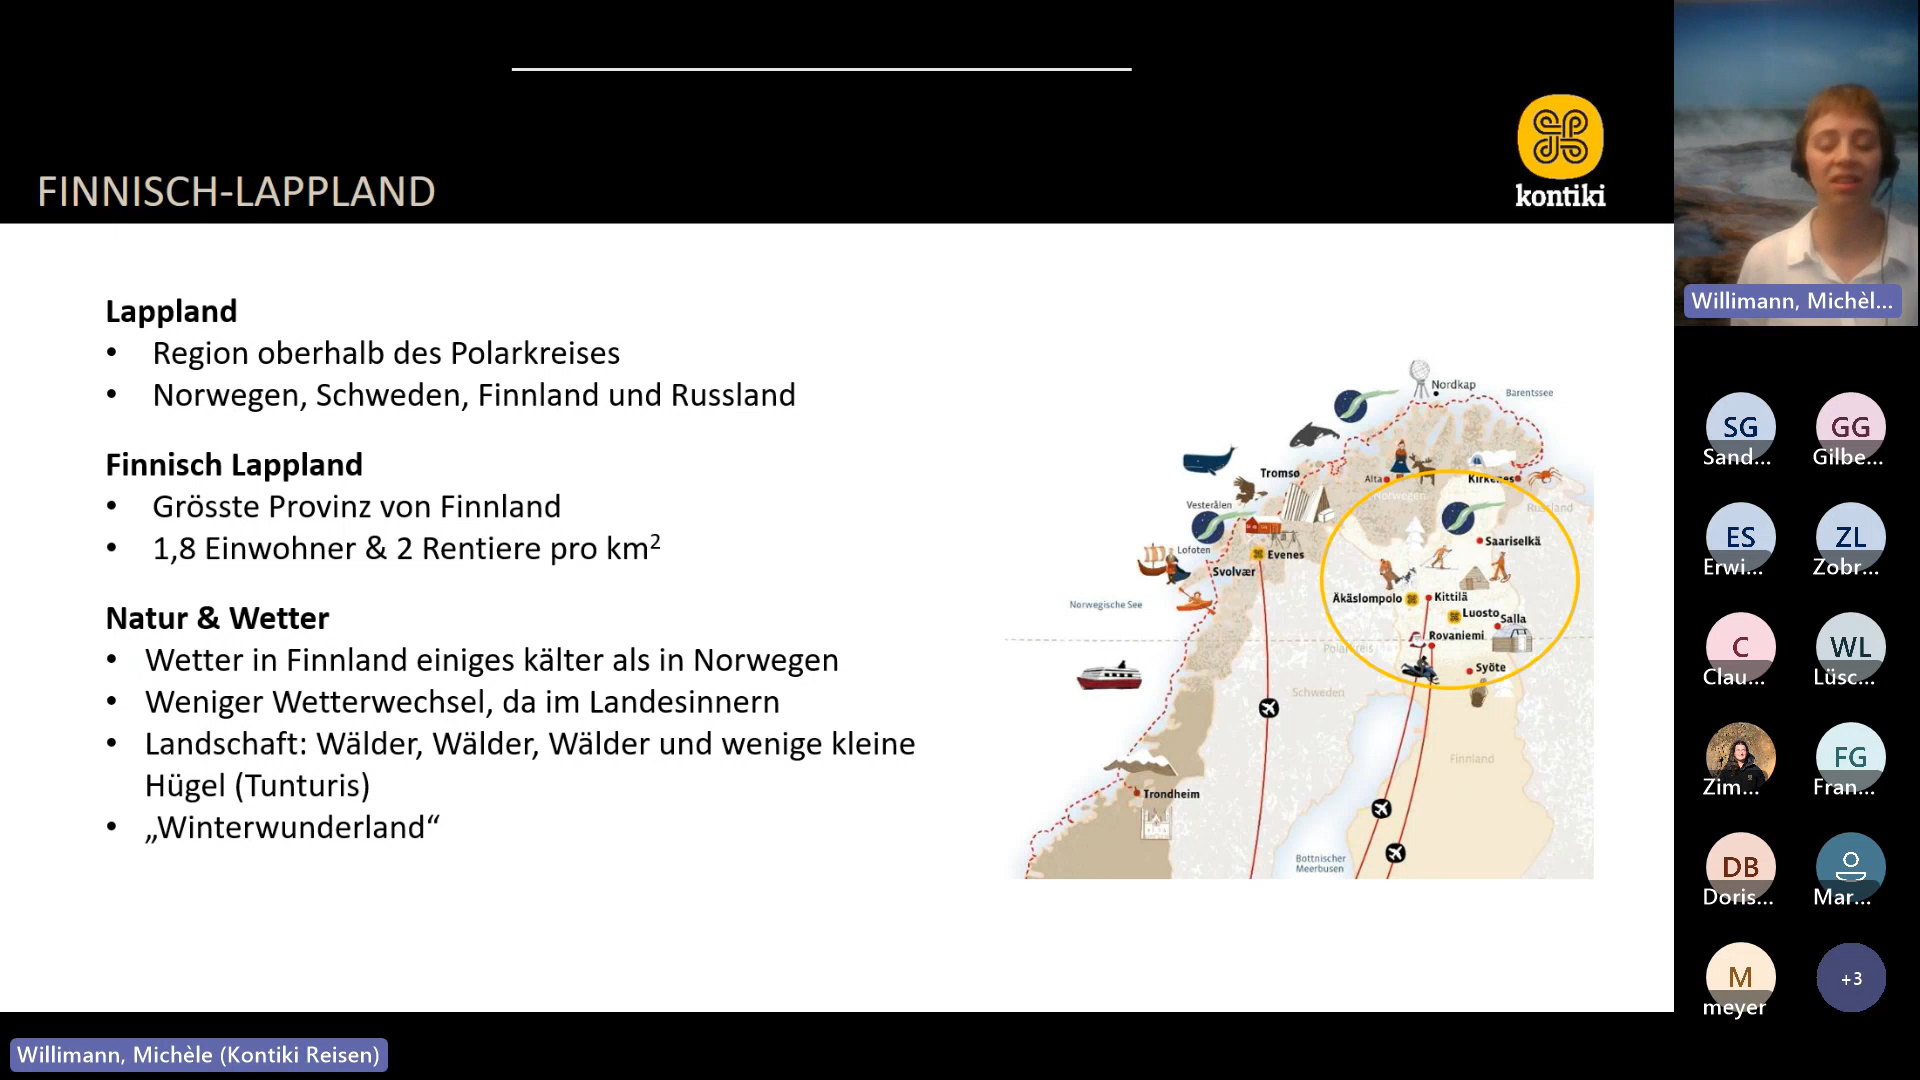 FINNISCH-LAPPLAND
kontiki
Lappland
• Region oberhalb des Polarkreises
• Norwegen, Schweden, Finnland und Russland
Finnisch Lappland
• Grösste Provinz von Finnland
• 1,8 Einwohner & 2 Rentiere pro km²
Natur & Wetter
• Wetter in Finnland einiges kälter als in Norwegen
• Weniger Wetterwechsel, da im Landesinnern
• Landschaft: Wälder, Wälder, Wälder und wenige kleine
Hügel (Tunturis)
• „Winterwunderland“
Nordkap
Barentssee
Tromsø
Alta
Kirkenes
Norwegen
Russland
Vesterålen
Saariselkä
Lofoten
Evenes
Svolvær
Norwegische See
Äkäslompolo
Kittilä
Luosto
Salla
Rovaniemi
Polarkreis
Syöte
Schweden
Finnland
Trondheim
Bottnischer
Meerbusen
Willimann, Michèl...
SG
Sand...
GG
Gilbe...
ES
Erwi...
ZL
Zobr...
C
Clau...
WL
Lüsc...
Zim...
FG
Fran...
DB
Doris...
Mar...
M
meyer
+3
Willimann, Michèle (Kontiki Reisen)